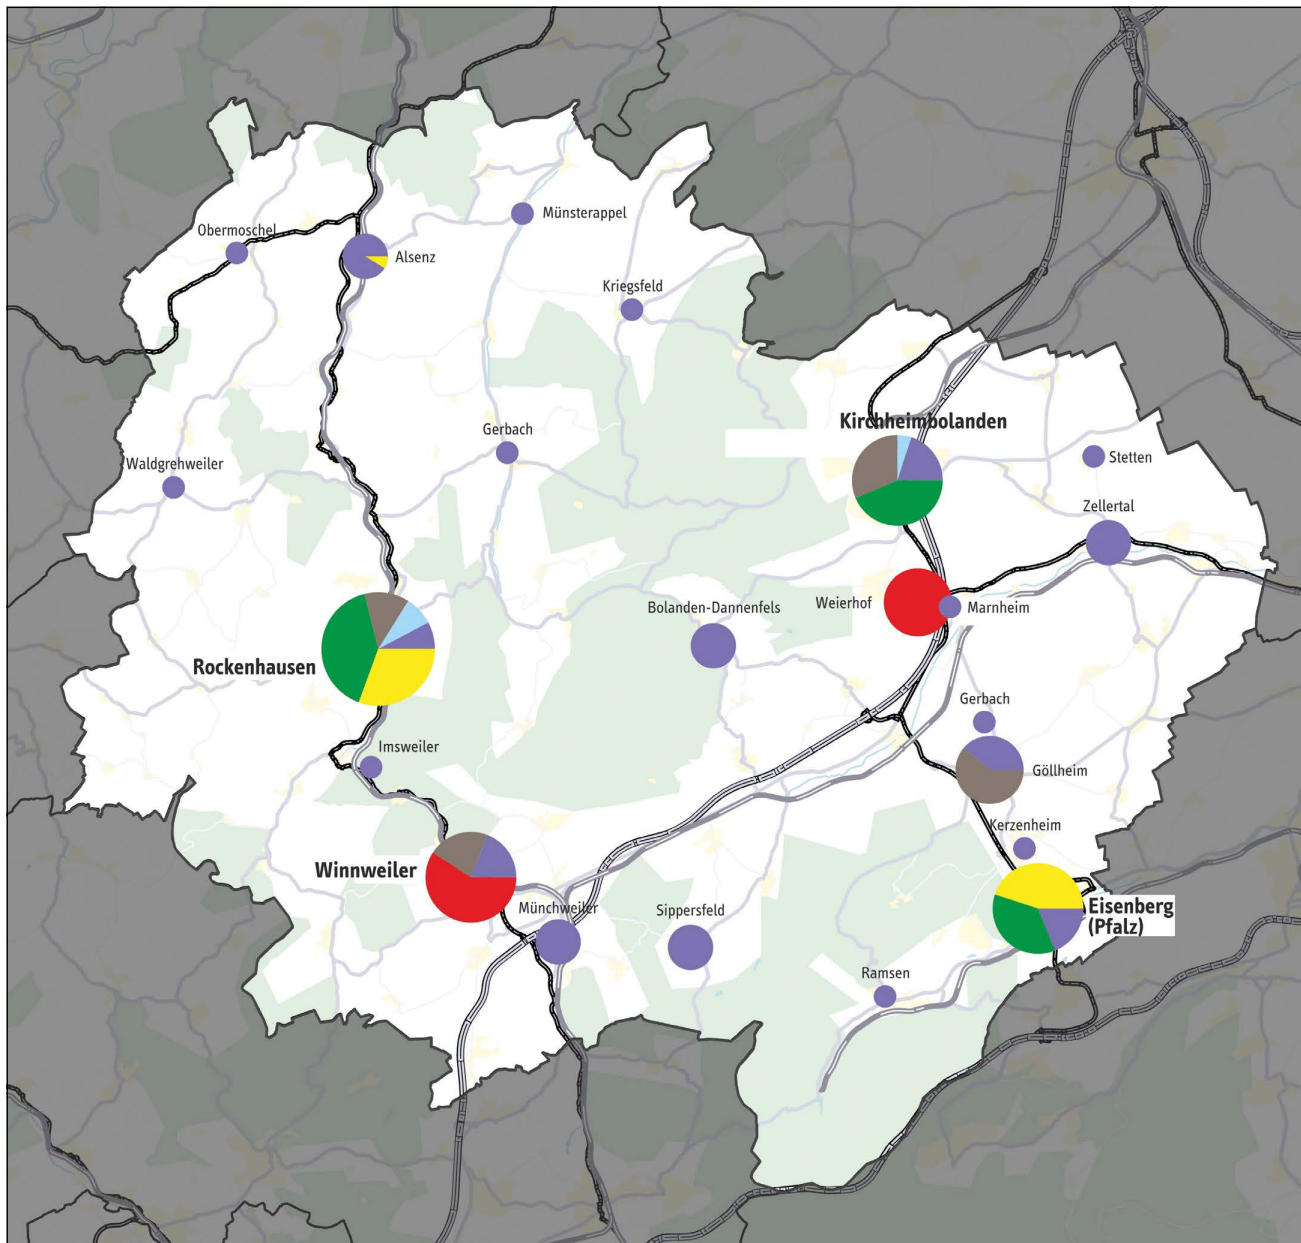 Münsterappel
Obermoschel
Alsenz
Kriegsfeld
Kirchheimbolanden
Gerbach
Stetten
Waldgrehweiler
Zellertal
Weierhof
Bolanden-Dannenfels
Marnheim
Rockenhausen
Gerbach
Imsweiler
Göllheim
Kerzenheim
Winnweiler
Münchweiler
Sippersfeld
Eisenberg
(Pfalz)
Ramsen